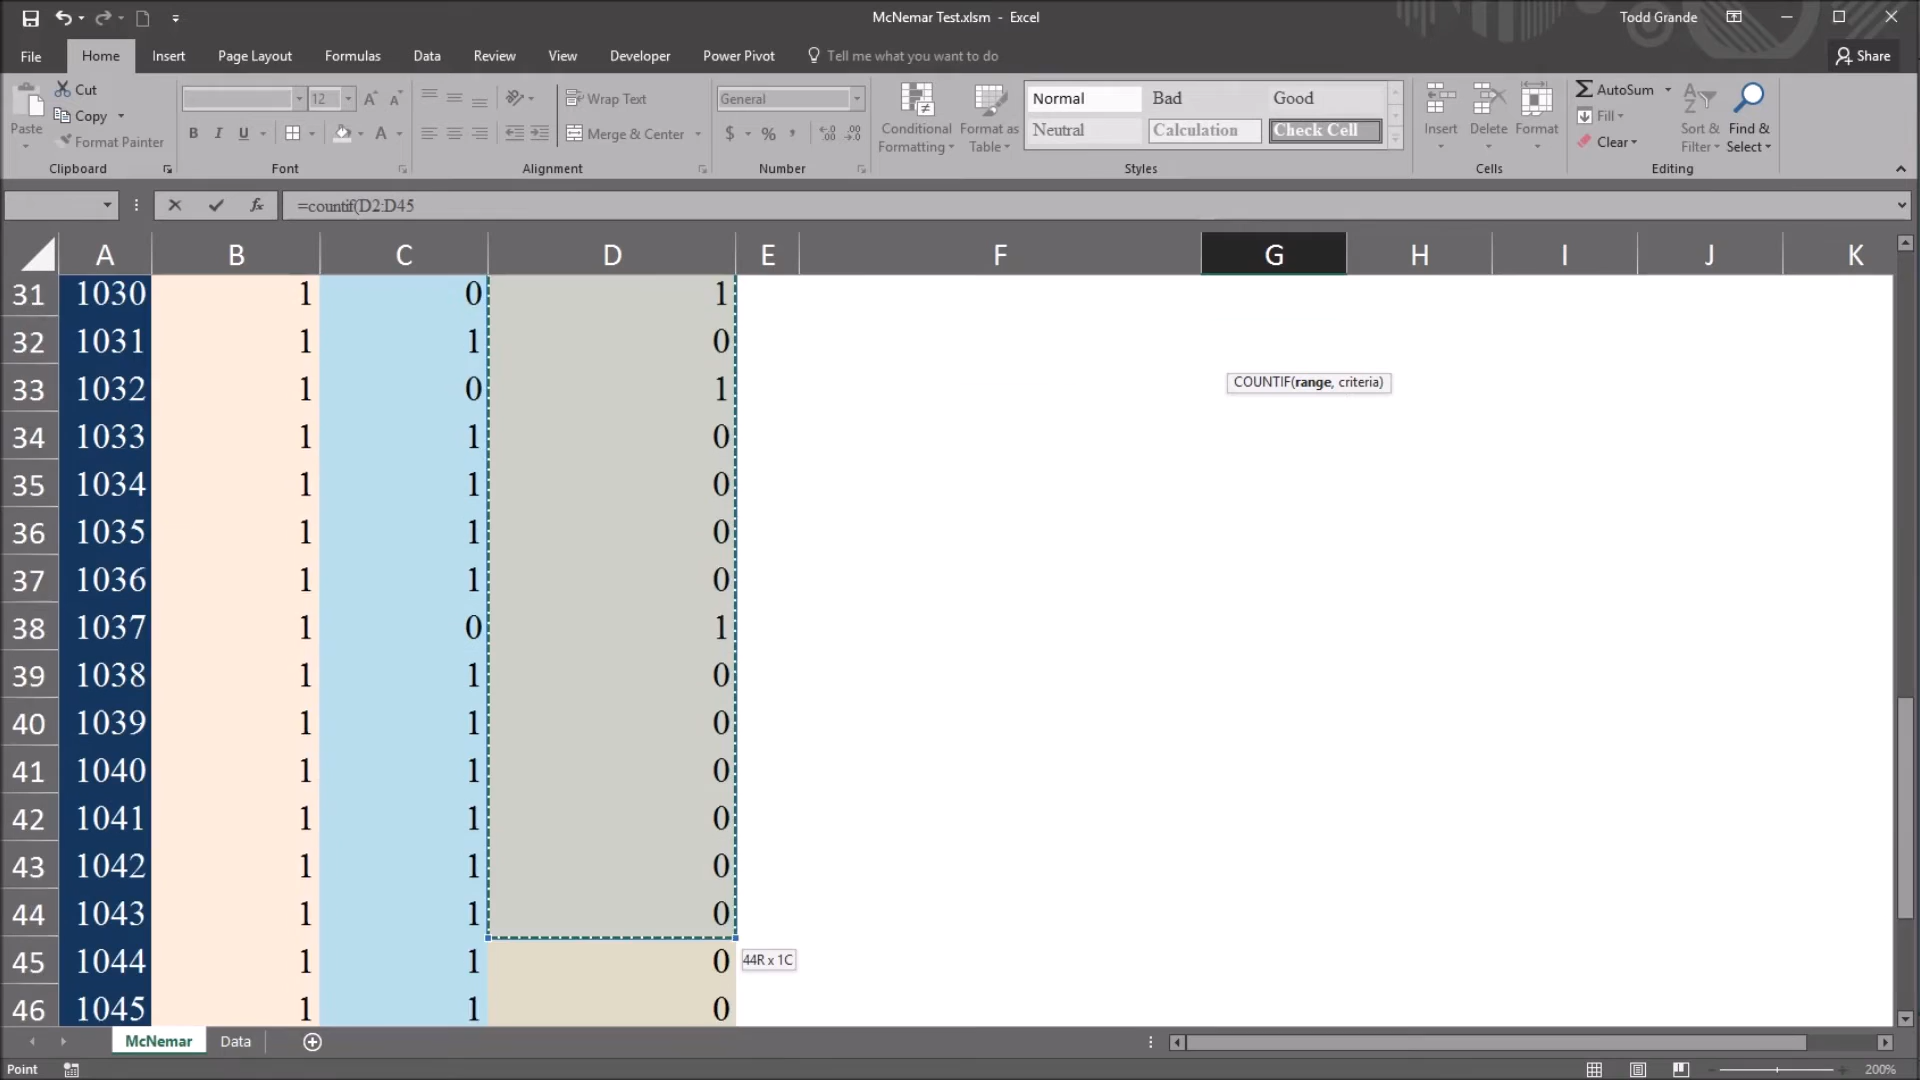 McNemar Test.xlsm - Excel
Todd Grande
File Home Insert Page Layout Formulas Data Review View Developer Power Pivot Tell me what you want to do
Share
Paste
Cut
Copy
Format Painter
Clipboard
12
B I U
Font
Wrap Text
Merge & Center
Alignment
General
$ % ,
Number
Conditional Formatting
Format as Table
Normal Bad Good
Neutral Calculation Check Cell
Styles
Insert Delete Format
Cells
AutoSum
Fill
Clear
Sort & Filter
Find & Select
Editing
fx =countif(D2:D45
A B C D E F G H I J K
31 1030 1 0 1
32 1031 1 1 0
33 1032 1 0 1
COUNTIF(range, criteria)
34 1033 1 1 0
35 1034 1 1 0
36 1035 1 1 0
37 1036 1 1 0
38 1037 1 0 1
39 1038 1 1 0
40 1039 1 1 0
41 1040 1 1 0
42 1041 1 1 0
43 1042 1 1 0
44 1043 1 1 0
45 1044 1 1 0
44R x 1C
46 1045 1 1 0
McNemar Data
Point
200%